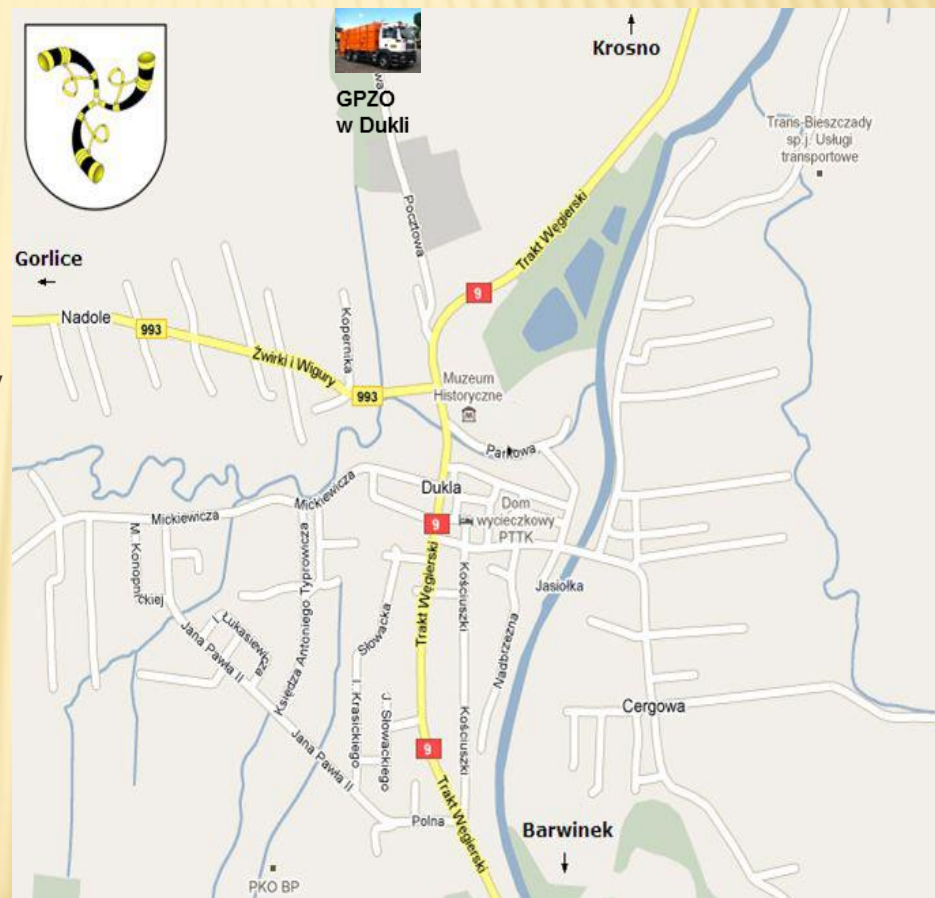 Krosno
GPZO
w Dukli
Trans-Bieszczady
sp.j. Usługi
transportowe
Pocztowa
Trakt Węgierski
Gorlice
9
Nadole
993
Kopernika
Żwirki i Wigury
993
Muzeum
Historyczne
Parkowa
Mickiewicza
Dukla
Mickiewicza
Dom
wycieczkowy
PTTK
9
M. Konopnickiej
Księdza Antoniego Typrowicza
Jasiołka
Trakt Węgierski
Kościuszki
Słowacka
Nadbrzeżna
Jana Pawła II
I. Krasickiego
J. Słowackiego
Cergowa
Kościuszki
9
Jana Pawła II
Trakt Węgierski
Polna
Barwinek
PKO BP